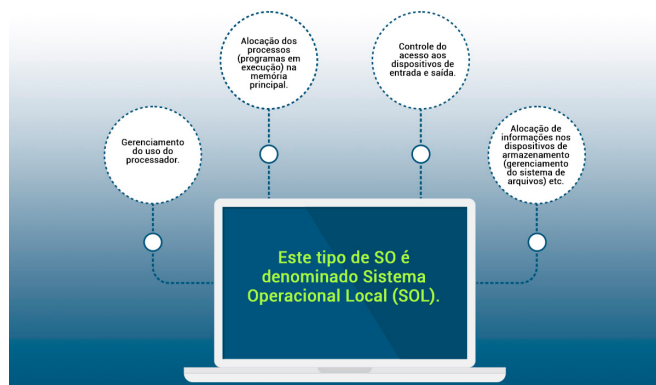 Alocação dos
processos
(programas em
execução) na
memória
principal.
Controle do
acesso aos
dispositivos de
entrada e saída.
Gerenciamento
do uso do
processador.
Alocação de
informações nos
dispositivos de
armazenamento
(gerenciamento
do sistema de
arquivos) etc.
Este tipo de SO é
denominado Sistema
Operacional Local (SOL).